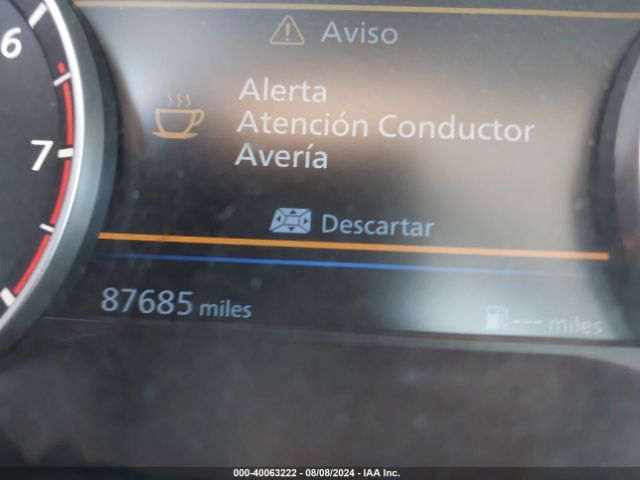 6
7
Aviso
Alerta
Atención Conductor
Avería
Descartar
87685 miles
--- miles
000-40063222 - 08/08/2024 - IAA Inc.